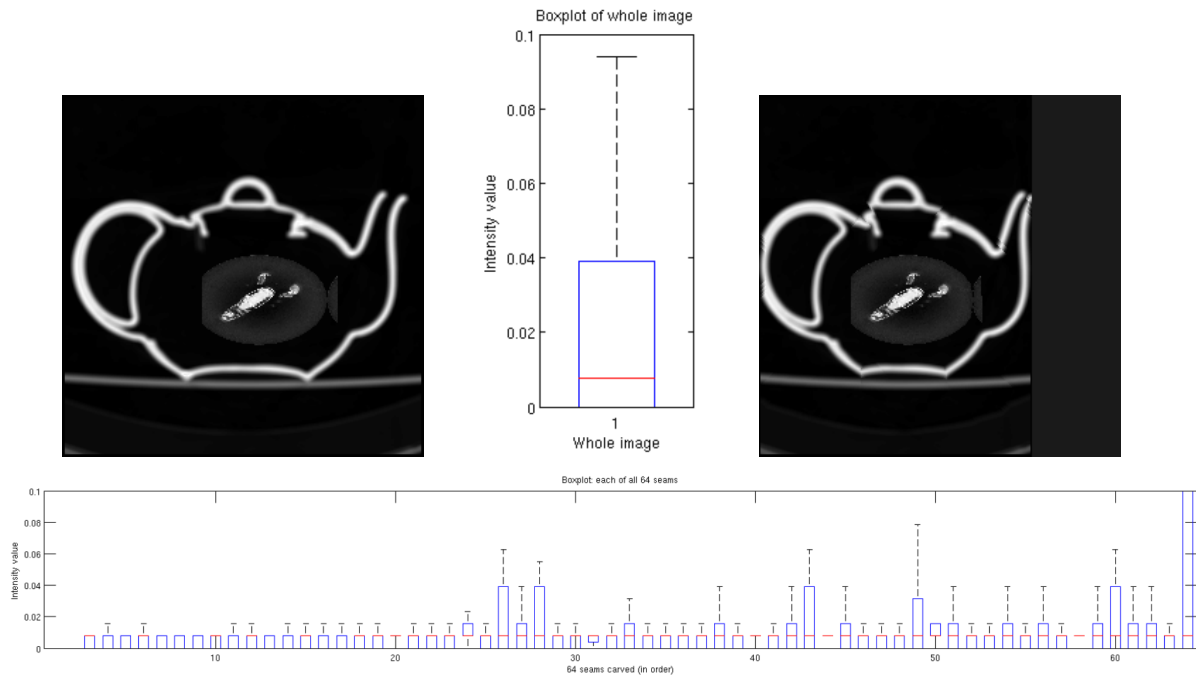 Boxplot of whole image
0.1
0.08
0.06
0.04
0.02
0
Intensity value
1
Whole image
Boxplot: each of all 64 seams
0.1
0.08
0.06
0.04
0.02
0
Intensity value
10 20 30 40 50 60
64 seams carved (in order)